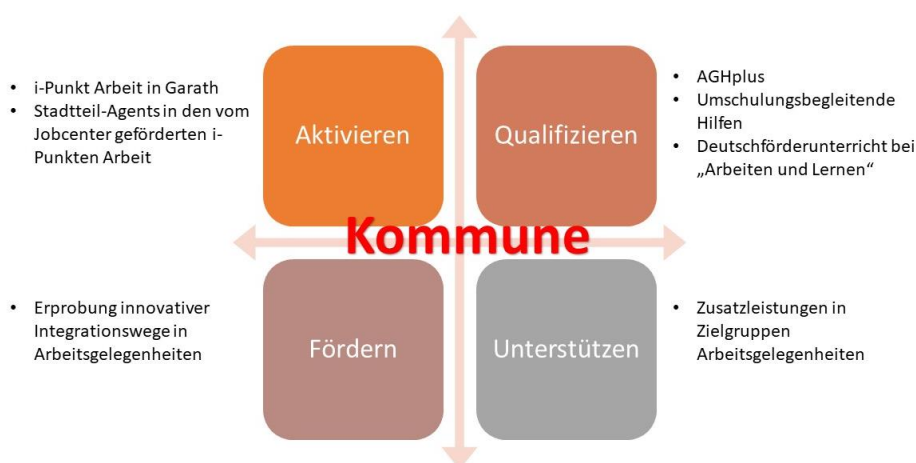 • i-Punkt Arbeit in Garath
• Stadtteil-Agents in den vom
Jobcenter geförderten i-
Punkten Arbeit
Aktivieren
Qualifizieren
• AGHplus
• Umschulungsbegleitende
Hilfen
• Deutschförderunterricht bei
„Arbeiten und Lernen“
Kommune
• Erprobung innovativer
Integrationswege in
Arbeitsgelegenheiten
Fördern
Unterstützen
• Zusatzleistungen in
Zielgruppen
Arbeitsgelegenheiten